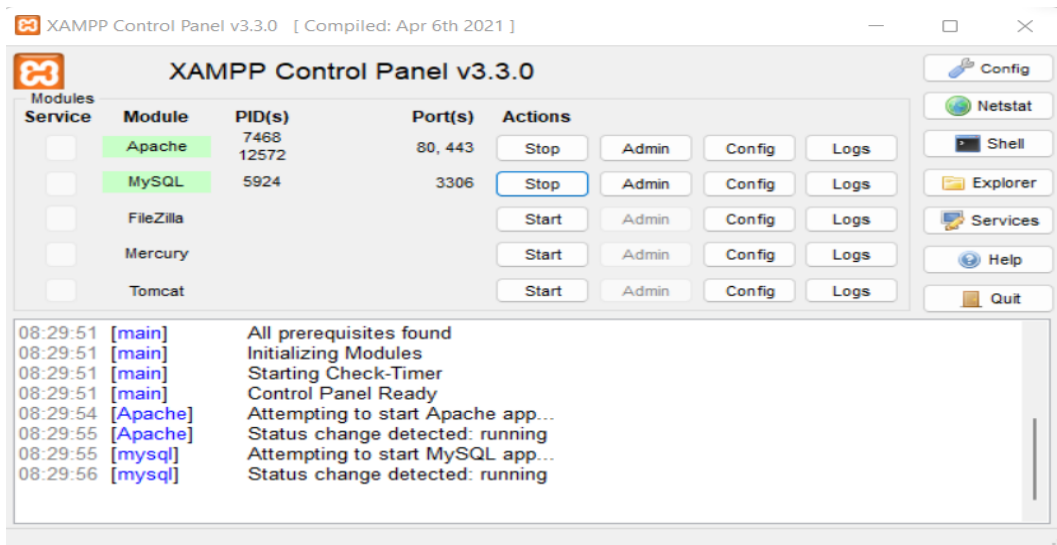 XAMPP Control Panel v3.3.0 [ Compiled: Apr 6th 2021 ]
XAMPP Control Panel v3.3.0
Config
Modules
Service Module PID(s) Port(s) Actions
Netstat
Apache 7468 12572 80, 443 Stop Admin Config Logs
Shell
MySQL 5924 3306 Stop Admin Config Logs
Explorer
FileZilla Start Admin Config Logs
Services
Mercury Start Admin Config Logs
Help
Tomcat Start Admin Config Logs
Quit
08:29:51 [main] All prerequisites found
08:29:51 [main] Initializing Modules
08:29:51 [main] Starting Check-Timer
08:29:51 [main] Control Panel Ready
08:29:54 [Apache] Attempting to start Apache app...
08:29:55 [Apache] Status change detected: running
08:29:55 [mysql] Attempting to start MySQL app...
08:29:56 [mysql] Status change detected: running